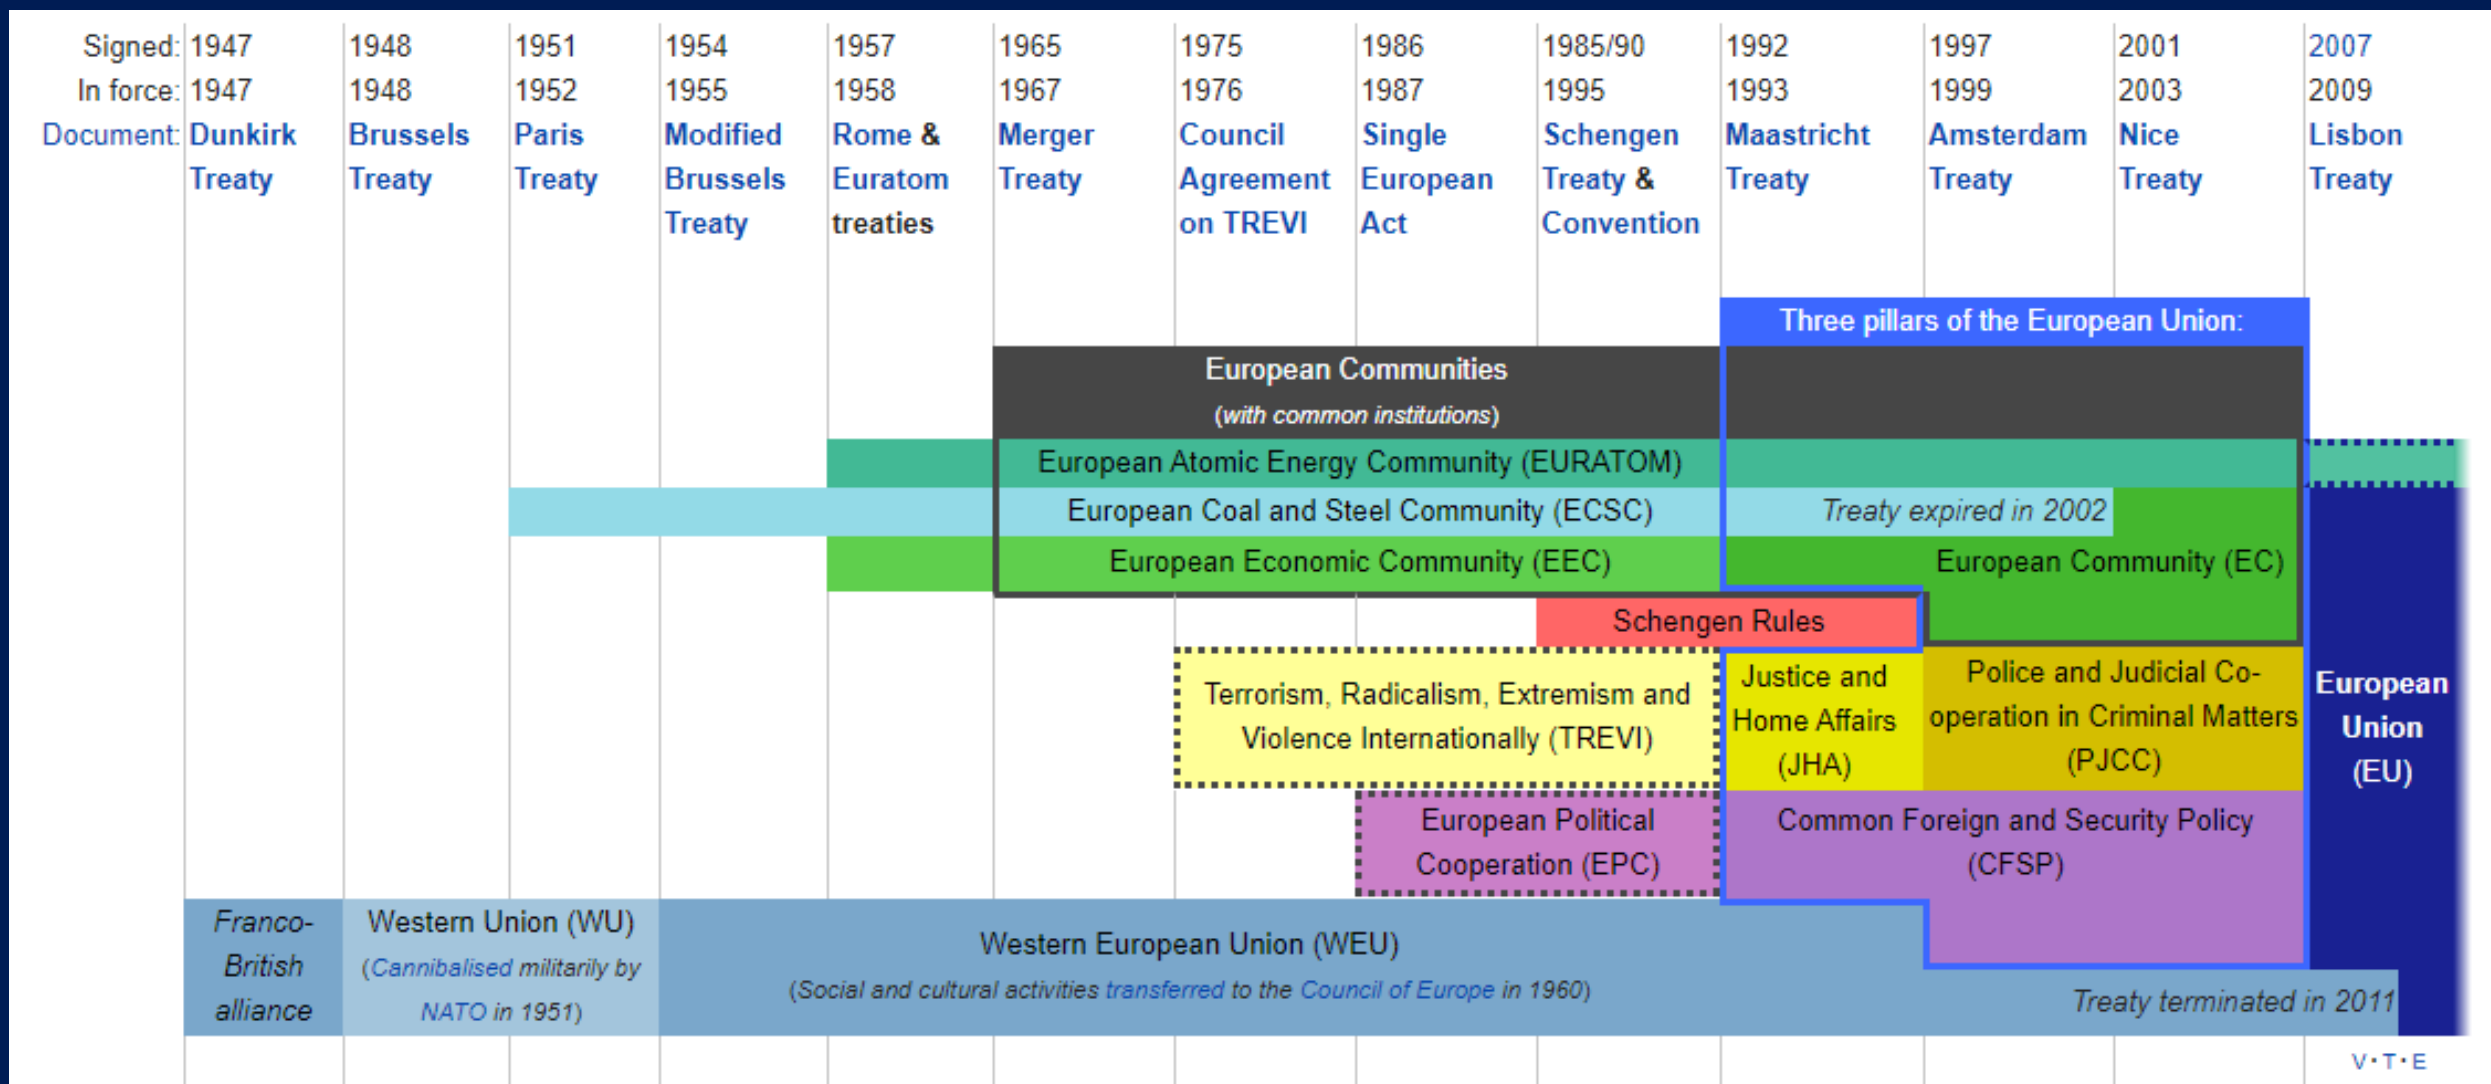 Signed: 1947 1948 1951 1954 1957 1965 1975 1986 1985/90 1992 1997 2001 2007
In force: 1947 1948 1952 1955 1958 1967 1976 1987 1995 1993 1999 2003 2009
Document: Dunkirk Brussels Paris Modified Rome & Merger Council Single Schengen Maastricht Amsterdam Nice Lisbon
Treaty Treaty Treaty Brussels Euratom Treaty Agreement European Treaty & Treaty Treaty Treaty Treaty
Treaty treaties on TREVI Act Convention
Three pillars of the European Union:
European Communities
(with common institutions)
European Atomic Energy Community (EURATOM)
European Coal and Steel Community (ECSC)
Treaty expired in 2002
European Economic Community (EEC)
European Community (EC)
Schengen Rules
Terrorism, Radicalism, Extremism and
Violence Internationally (TREVI)
Justice and
Home Affairs
(JHA)
Police and Judicial Co-
operation in Criminal Matters
(PJCC)
European
Union
(EU)
European Political
Cooperation (EPC)
Common Foreign and Security Policy
(CFSP)
Franco-
British
alliance
Western Union (WU)
(Cannibalised militarily by
NATO in 1951)
Western European Union (WEU)
(Social and cultural activities transferred to the Council of Europe in 1960)
Treaty terminated in 2011
V·T·E